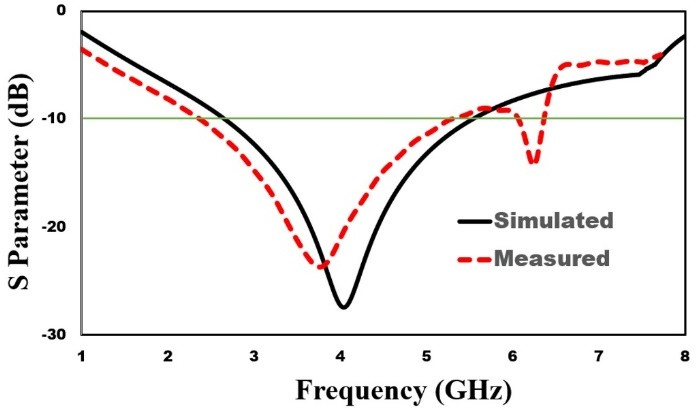 0
-10
-20
-30
S Parameter (dB)
Simulated
Measured
1 2 3 4 5 6 7 8
Frequency (GHz)